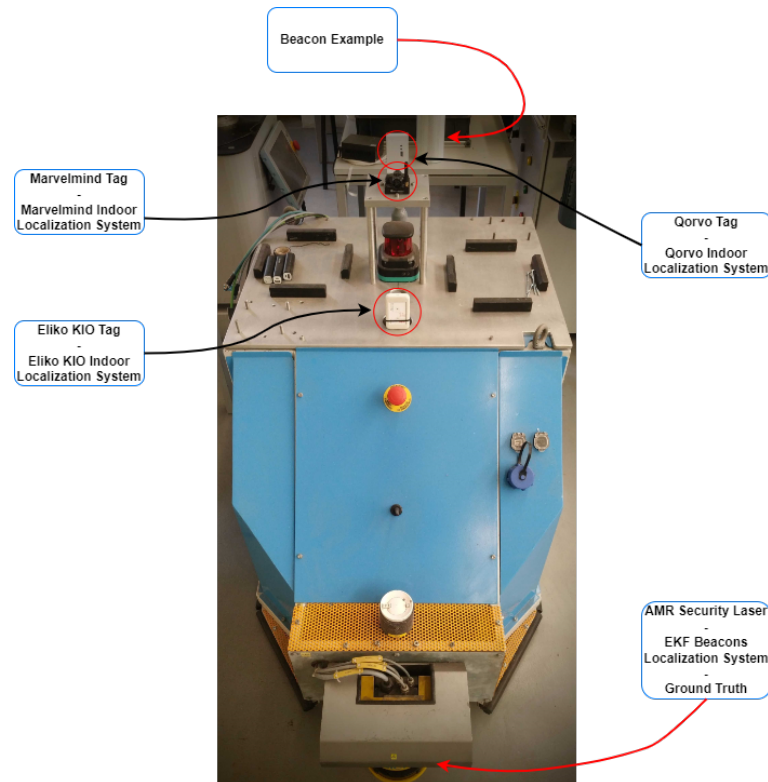 Beacon Example
Marvelmind Tag
-
Marvelmind Indoor
Localization System
Qorvo Tag
-
Qorvo Indoor
Localization System
Eliko KIO Tag
-
Eliko KIO Indoor
Localization System
AMR Security Laser
-
EKF Beacons
Localization System
-
Ground Truth